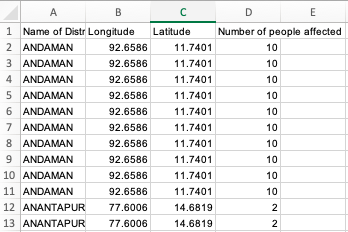 A B C D E
1 Name of Distr Longitude Latitude Number of people affected
2 ANDAMAN 92.6586 11.7401 10
3 ANDAMAN 92.6586 11.7401 10
4 ANDAMAN 92.6586 11.7401 10
5 ANDAMAN 92.6586 11.7401 10
6 ANDAMAN 92.6586 11.7401 10
7 ANDAMAN 92.6586 11.7401 10
8 ANDAMAN 92.6586 11.7401 10
9 ANDAMAN 92.6586 11.7401 10
10 ANDAMAN 92.6586 11.7401 10
11 ANDAMAN 92.6586 11.7401 10
12 ANANTAPUR 77.6006 14.6819 2
13 ANANTAPUR 77.6006 14.6819 2